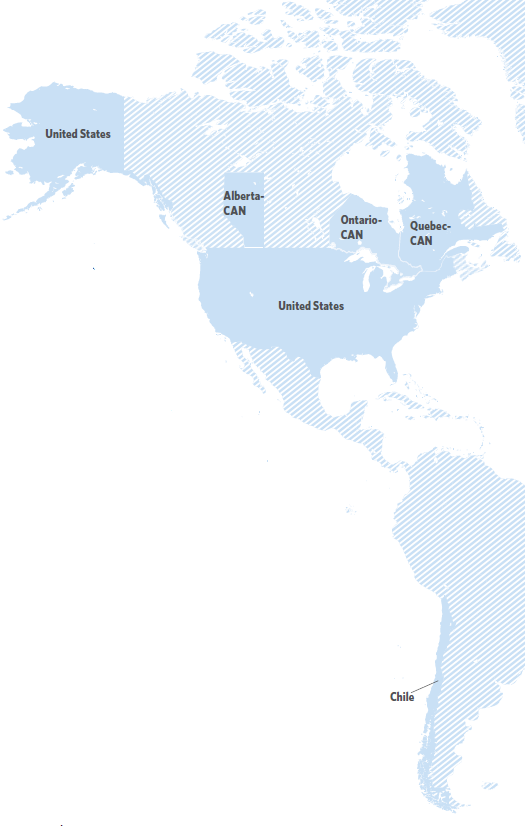 United States
Alberta-
CAN
Ontario-
CAN
Quebec-
CAN
United States
Chile